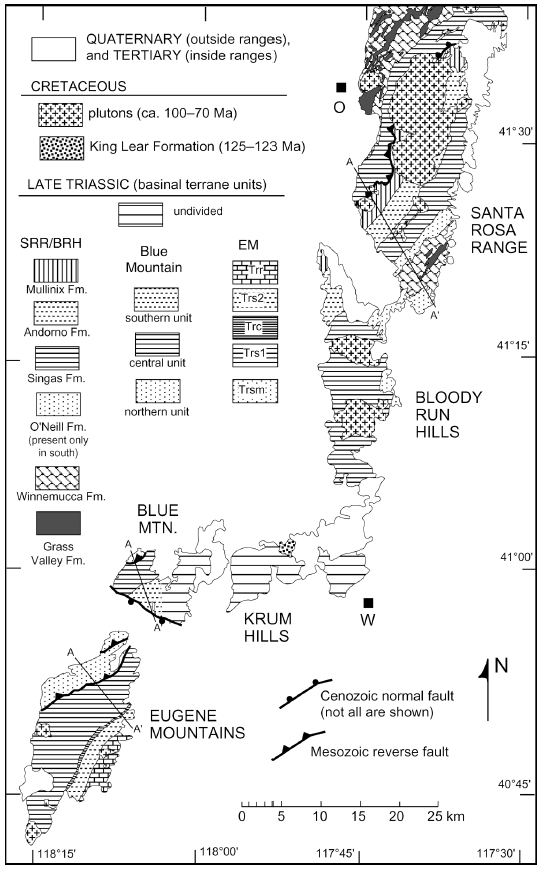 QUATERNARY (outside ranges),
and TERTIARY (inside ranges)
CRETACEOUS
plutons (ca. 100–70 Ma)
King Lear Formation (125–123 Ma)
LATE TRIASSIC (basinal terrane units)
undivided
SRR/BRH
Mullinix Fm.
Andorno Fm.
Singas Fm.
O'Neill Fm.
(present only
in south)
Winnemucca Fm.
Grass
Valley Fm.
Blue
Mountain
southern unit
central unit
northern unit
EM
Trr
Trs2
Trc
Trs1
Trsm
O
41°30'
A
SANTA
ROSA
RANGE
A'
41°15'
BLOODY
RUN
HILLS
BLUE
MTN.
A
41°00'
A'
KRUM
HILLS
W
A
A'
EUGENE
MOUNTAINS
N
Cenozoic normal fault
(not all are shown)
Mesozoic reverse fault
40°45'
0 5 10 15 20 25 km
118°15' 118°00' 117°45' 117°30'